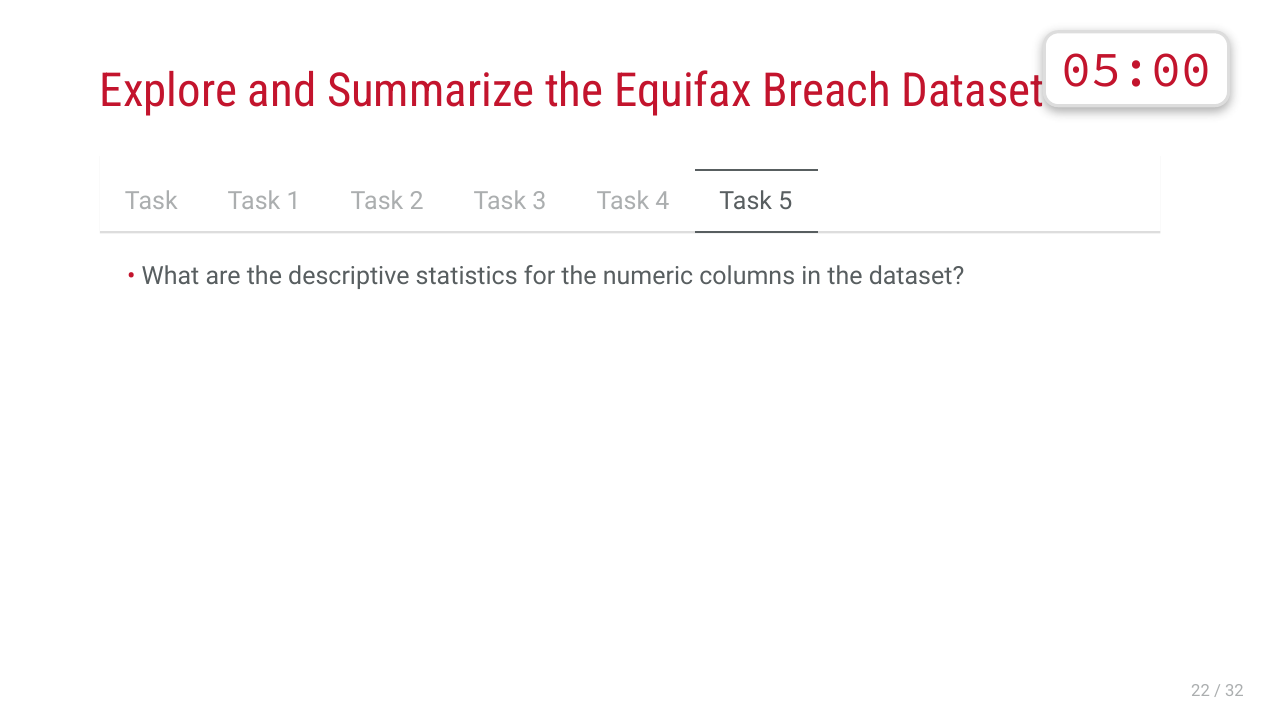 Explore and Summarize the Equifax Breach Dataset
05:00
Task Task 1 Task 2 Task 3 Task 4 Task 5
• What are the descriptive statistics for the numeric columns in the dataset?
22 / 32